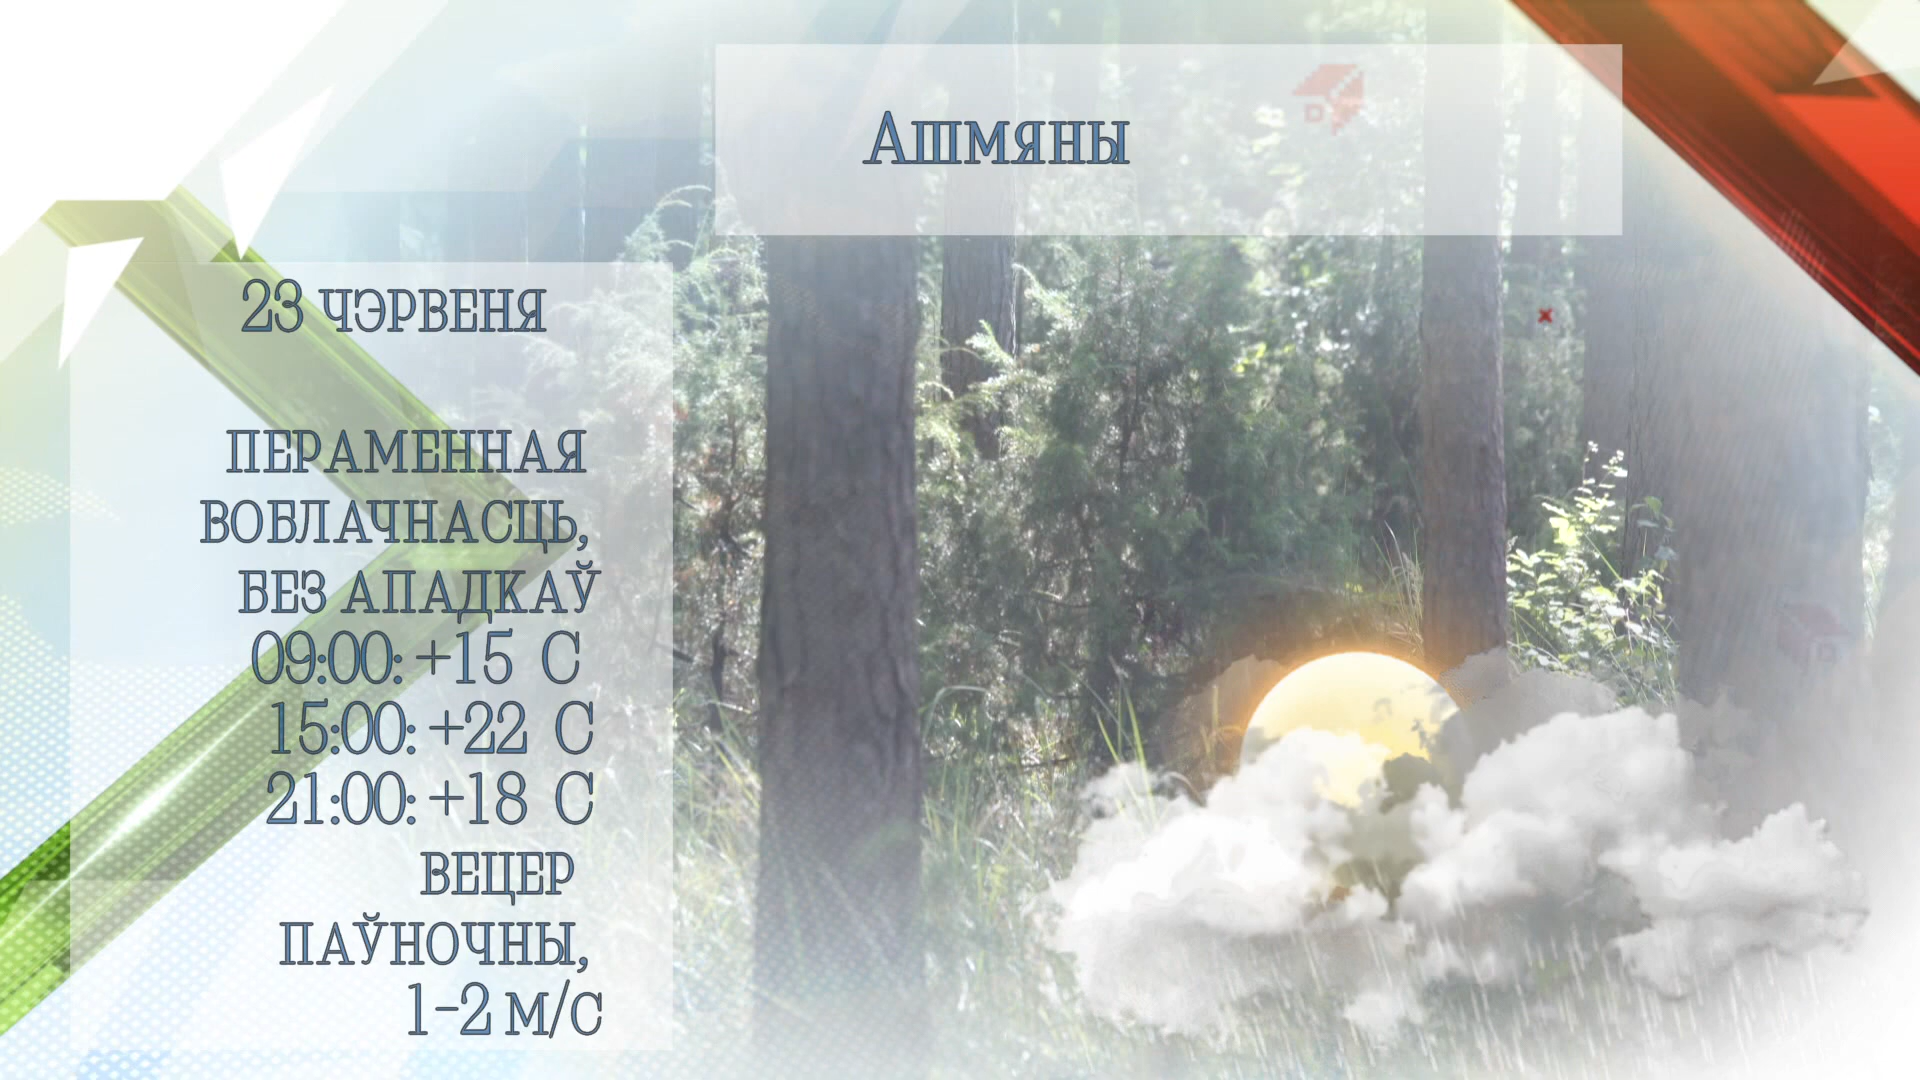 Ашмяны
23 чэрвеня
ПЕРАМЕННАЯ
ВОБЛАЧНАСЦЬ,
БЕЗ АПАДКАЎ
09:00: +15 С
15:00: +22 С
21:00: +18 С
ВЕЦЕР
ПАЎНОЧНЫ,
1-2 м/с